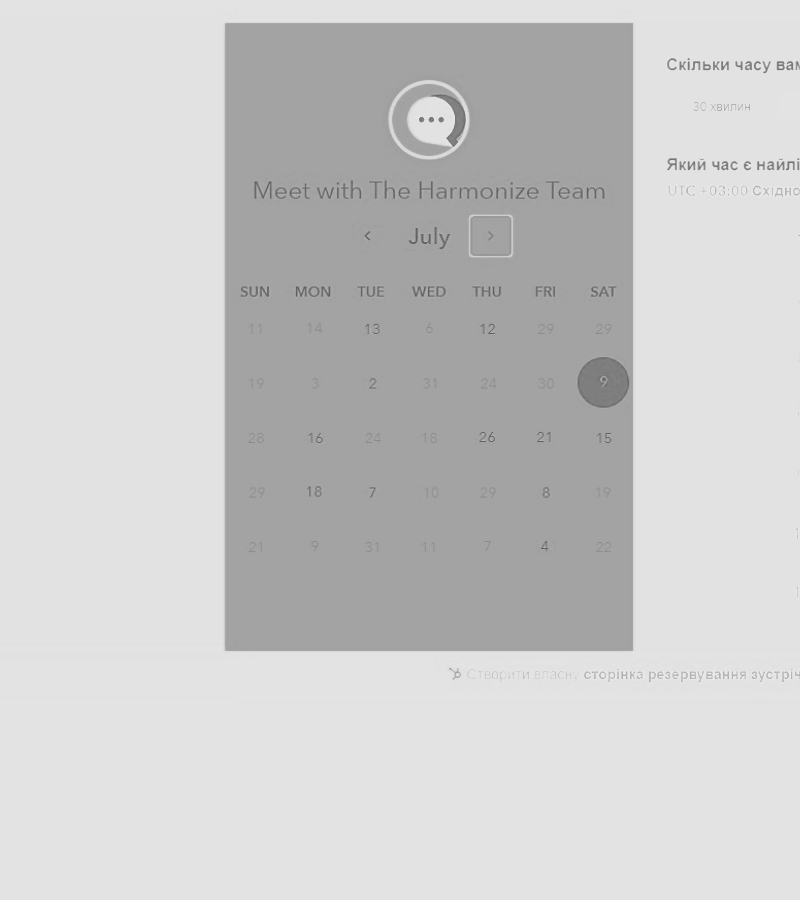 Скільки часу вам
30 хвилин
Який час є найлі
UTC +03:00 Східно
Meet with The Harmonize Team
July
SUN MON TUE WED THU FRI SAT
11 14 13 6 12 29 29
19 3 2 31 24 30 9
28 16 24 18 26 21 15
29 18 7 10 29 8 19
21 9 31 11 7 4 22
Створити власну сторінка резервування зустріч